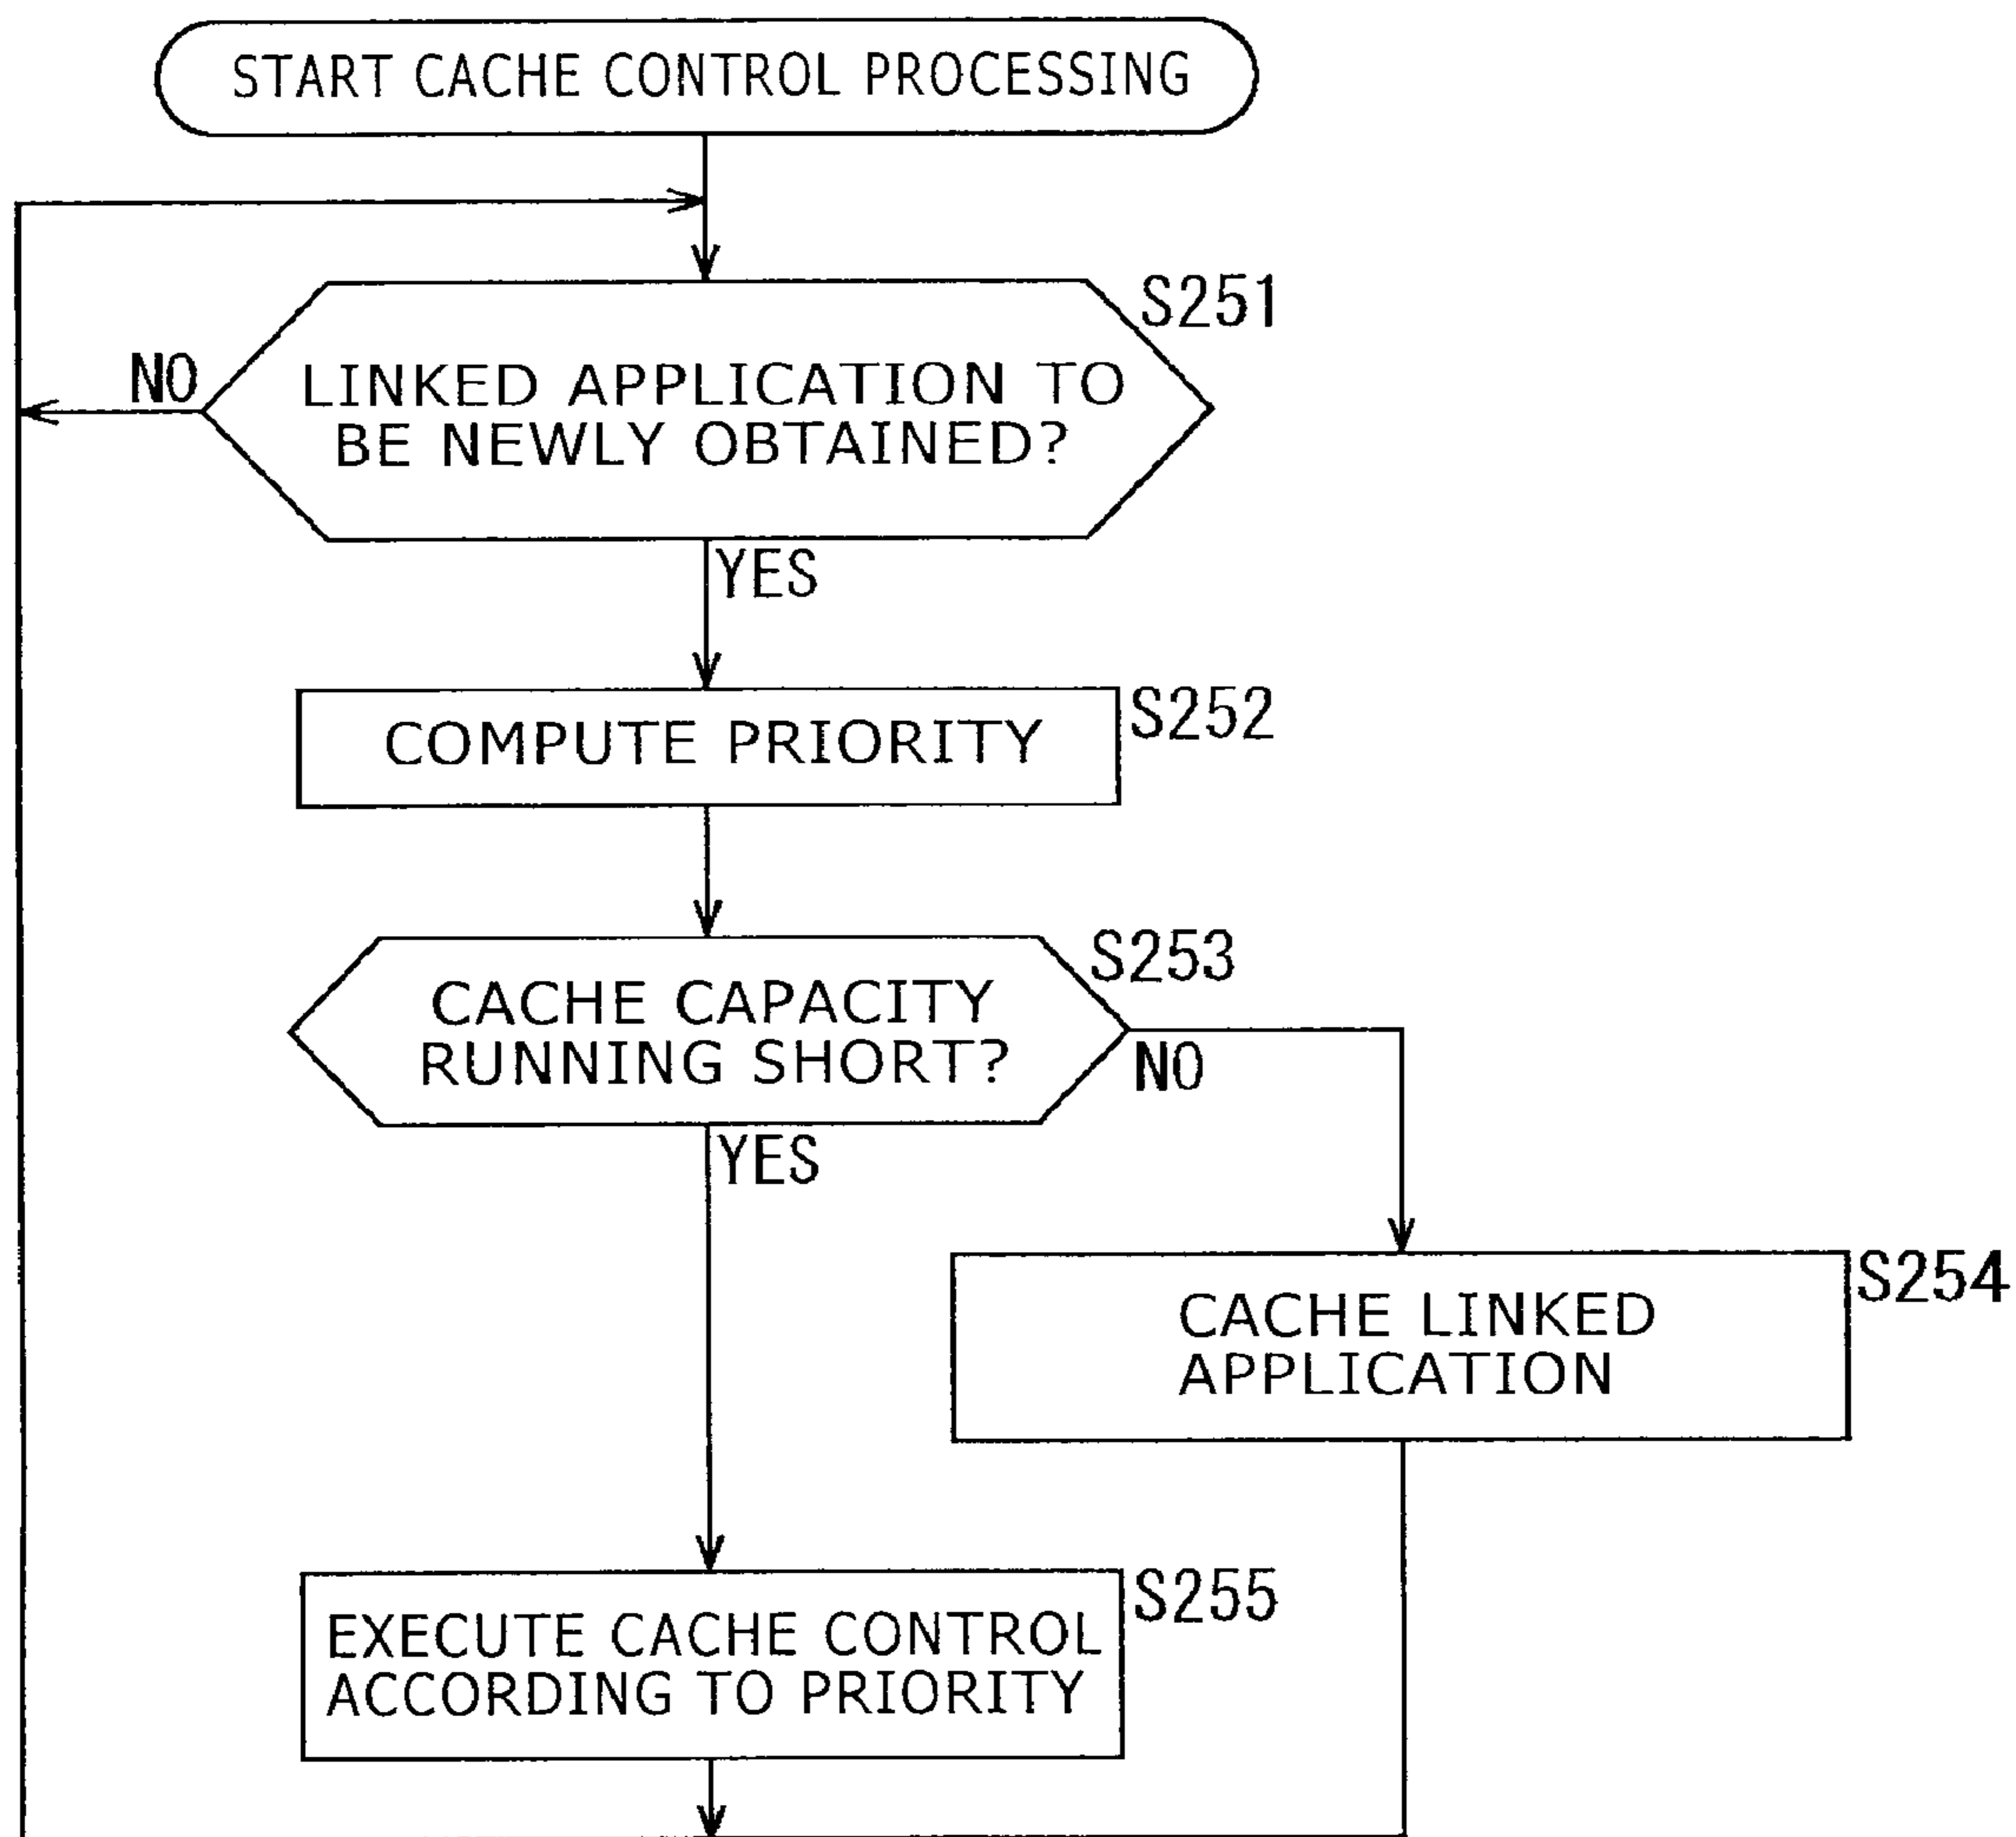 START CACHE CONTROL PROCESSING
S251
NO
LINKED APPLICATION TO
BE NEWLY OBTAINED?
YES
S252
COMPUTE PRIORITY
S253
CACHE CAPACITY
RUNNING SHORT?
NO
YES
S254
CACHE LINKED
APPLICATION
S255
EXECUTE CACHE CONTROL
ACCORDING TO PRIORITY